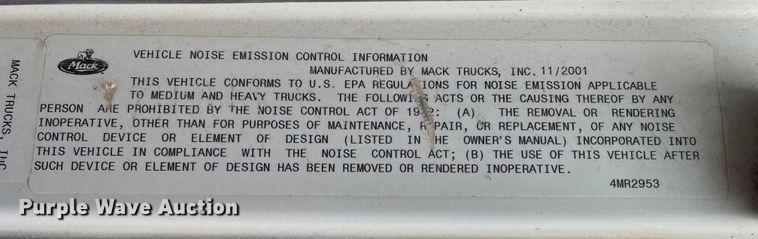 Mack
VEHICLE NOISE EMISSION CONTROL INFORMATION
MANUFACTURED BY MACK TRUCKS, INC. 11/2001
THIS VEHICLE CONFORMS TO U.S. EPA REGULATIONS FOR NOISE EMISSION APPLICABLE
TO MEDIUM AND HEAVY TRUCKS. THE FOLLOWING ACTS OR THE CAUSING THEREOF BY ANY
PERSON ARE PROHIBITED BY THE NOISE CONTROL ACT OF 1972: (A) THE REMOVAL OR RENDERING
INOPERATIVE, OTHER THAN FOR PURPOSES OF MAINTENANCE, REPAIR, OR REPLACEMENT, OF ANY NOISE
CONTROL DEVICE OR ELEMENT OF DESIGN (LISTED IN THE OWNER'S MANUAL) INCORPORATED INTO
THIS VEHICLE IN COMPLIANCE WITH THE NOISE CONTROL ACT; (B) THE USE OF THIS VEHICLE AFTER
SUCH DEVICE OR ELEMENT OF DESIGN HAS BEEN REMOVED OR RENDERED INOPERATIVE.
4MR2953
MACK TRUCKS, INC
Purple Wave Auction